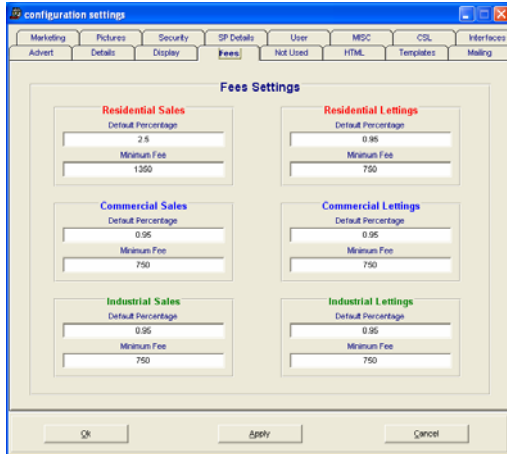 configuration settings
Marketing Pictures Security SP Details User MISC CSL Interfaces
Advert Details Display Fees Not Used HTML Templates Mailing
Fees Settings
Residential Sales Residential Lettings
Default Percentage Default Percentage
2.5 0.95
Minimum Fee Minimum Fee
1350 750
Commercial Sales Commercial Lettings
Default Percentage Default Percentage
0.95 0.95
Minimum Fee Minimum Fee
750 750
Industrial Sales Industrial Lettings
Default Percentage Default Percentage
0.95 0.95
Minimum Fee Minimum Fee
750 750
Ok Apply Cancel